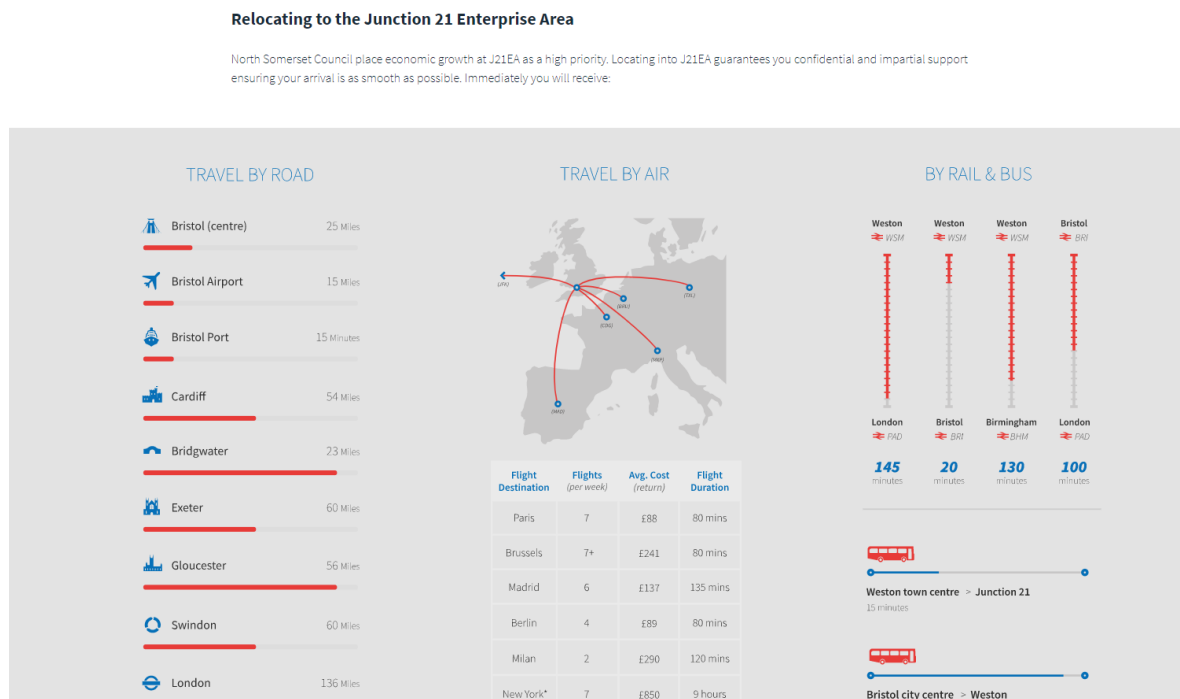 Relocating to the Junction 21 Enterprise Area
North Somerset Council place economic growth at J21EA as a high priority. Locating into J21EA guarantees you confidential and impartial support
ensuring your arrival is as smooth as possible. Immediately you will receive:
TRAVEL BY ROAD
Bristol (centre) 25 Miles
Bristol Airport 15 Miles
Bristol Port 15 Minutes
Cardiff 54 Miles
Bridgwater 23 Miles
Exeter 60 Miles
Gloucester 56 Miles
Swindon 60 Miles
London 136 Miles
TRAVEL BY AIR
(JFK)
(TXL)
(BRU)
(CDG)
(MXP)
(MAD)
Flight Destination Flights (per week) Avg. Cost (return) Flight Duration
Paris 7 £88 80 mins
Brussels 7+ £241 80 mins
Madrid 6 £137 135 mins
Berlin 4 £89 80 mins
Milan 2 £290 120 mins
New York* 7 £850 9 hours
BY RAIL & BUS
Weston Weston Weston Bristol
WSM WSM WSM BRI
London Bristol Birmingham London
PAD BRI BHM PAD
145 20 130 100
minutes minutes minutes minutes
Weston town centre > Junction 21
15 minutes
Bristol city centre > Weston